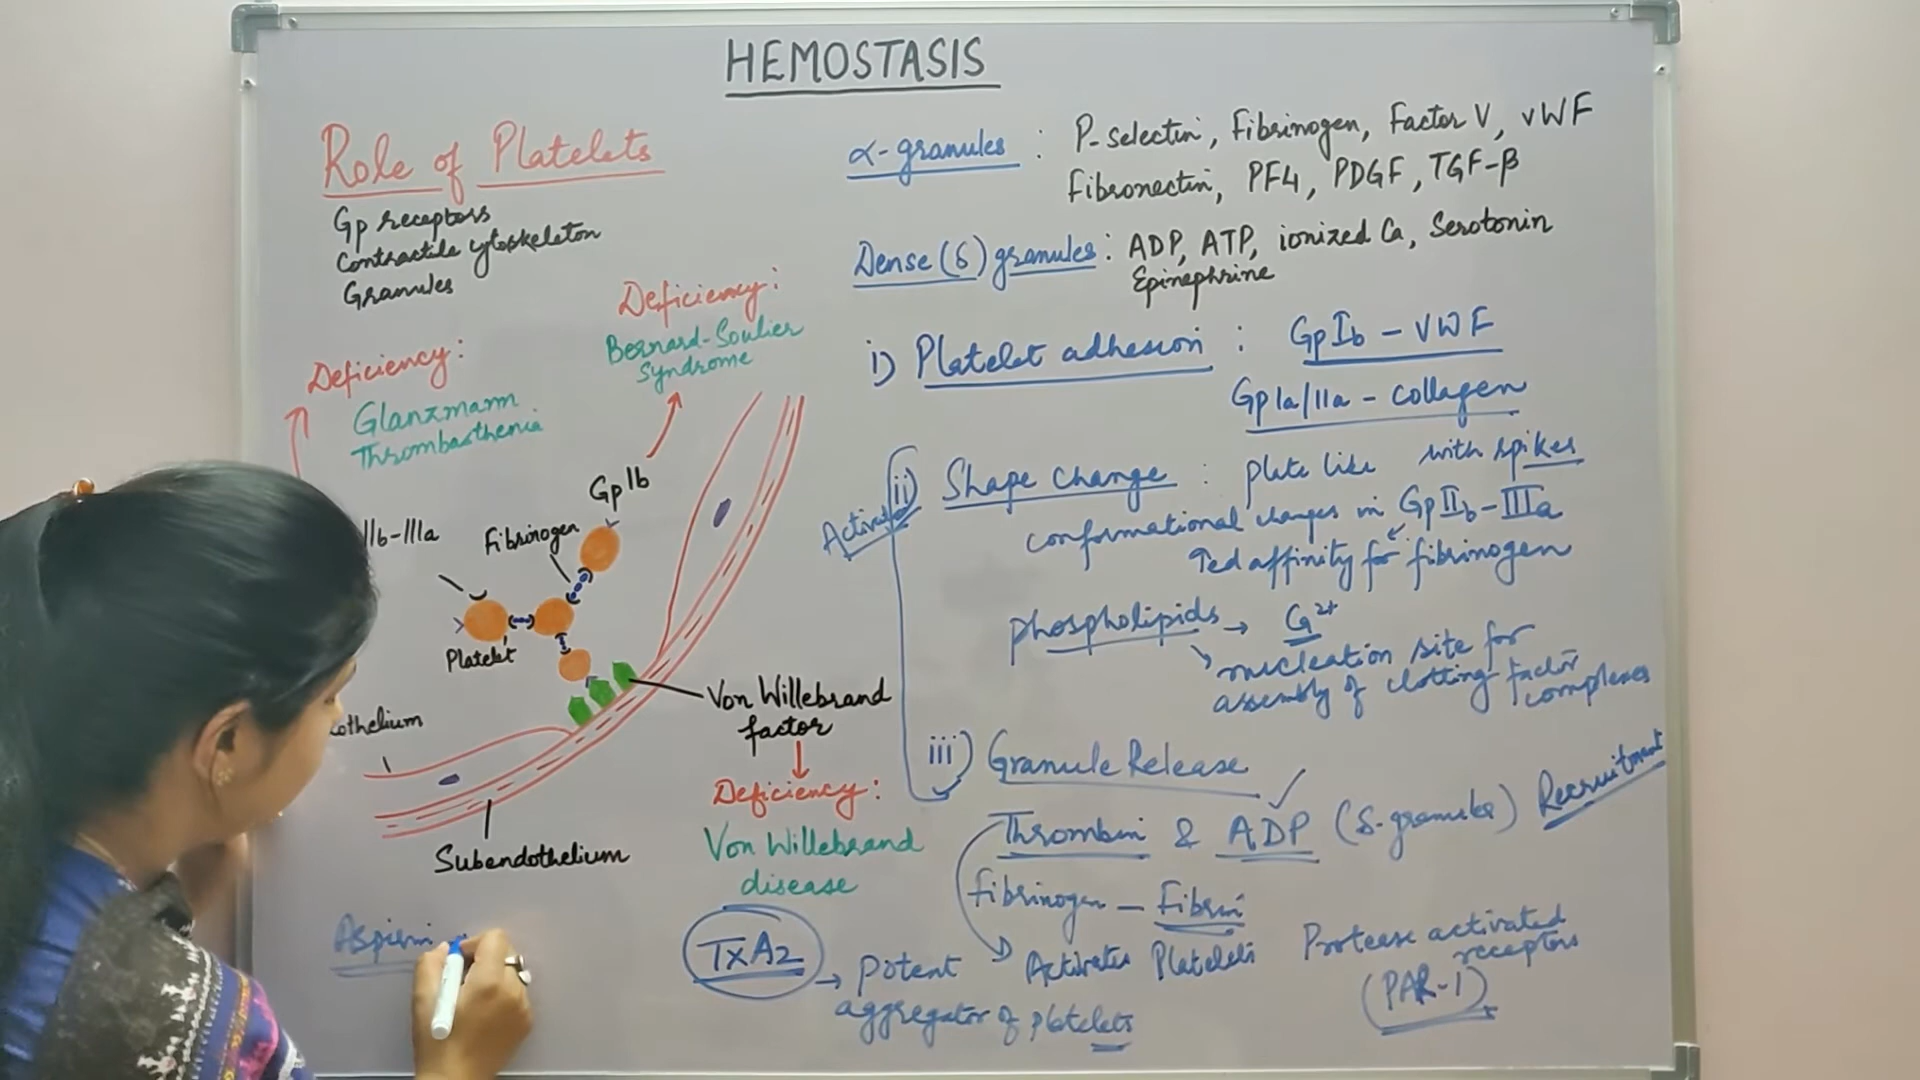 HEMOSTASIS
Role of Platelets
Gp receptors
Contractile cytoskeleton
Granules
Deficiency:
Glanzmann
Thrombasthenia
Deficiency:
Bernard-Soulier
Syndrome
GpIb
IIb-IIIa
Fibrinogen
Platelet
othelium
Subendothelium
Von Willebrand
factor
Deficiency:
Von Willebrand
disease
Aspirin
TxA2 → potent
aggregator of platelets
α-granules : P-selectin, Fibrinogen, Factor V, vWF
Fibronectin, PF4, PDGF, TGF-β
Dense (δ) granules: ADP, ATP, ionized Ca, Serotonin
Epinephrine
i) Platelet adhesion : GpIb - VWF
GpIa/IIa - collagen
ii) Shape change : plate like with spikes
conformational changes in GpIIb-IIIa
↑ed affinity for fibrinogen
phospholipids → Ca2+
nucleation site for
assembly of clotting factor
complexes
iii) Granule Release
Thrombin & ADP (δ-granules) Recruitment
fibrinogen - Fibrin
Activates Platelets
Protease activated
receptors
(PAR-1)